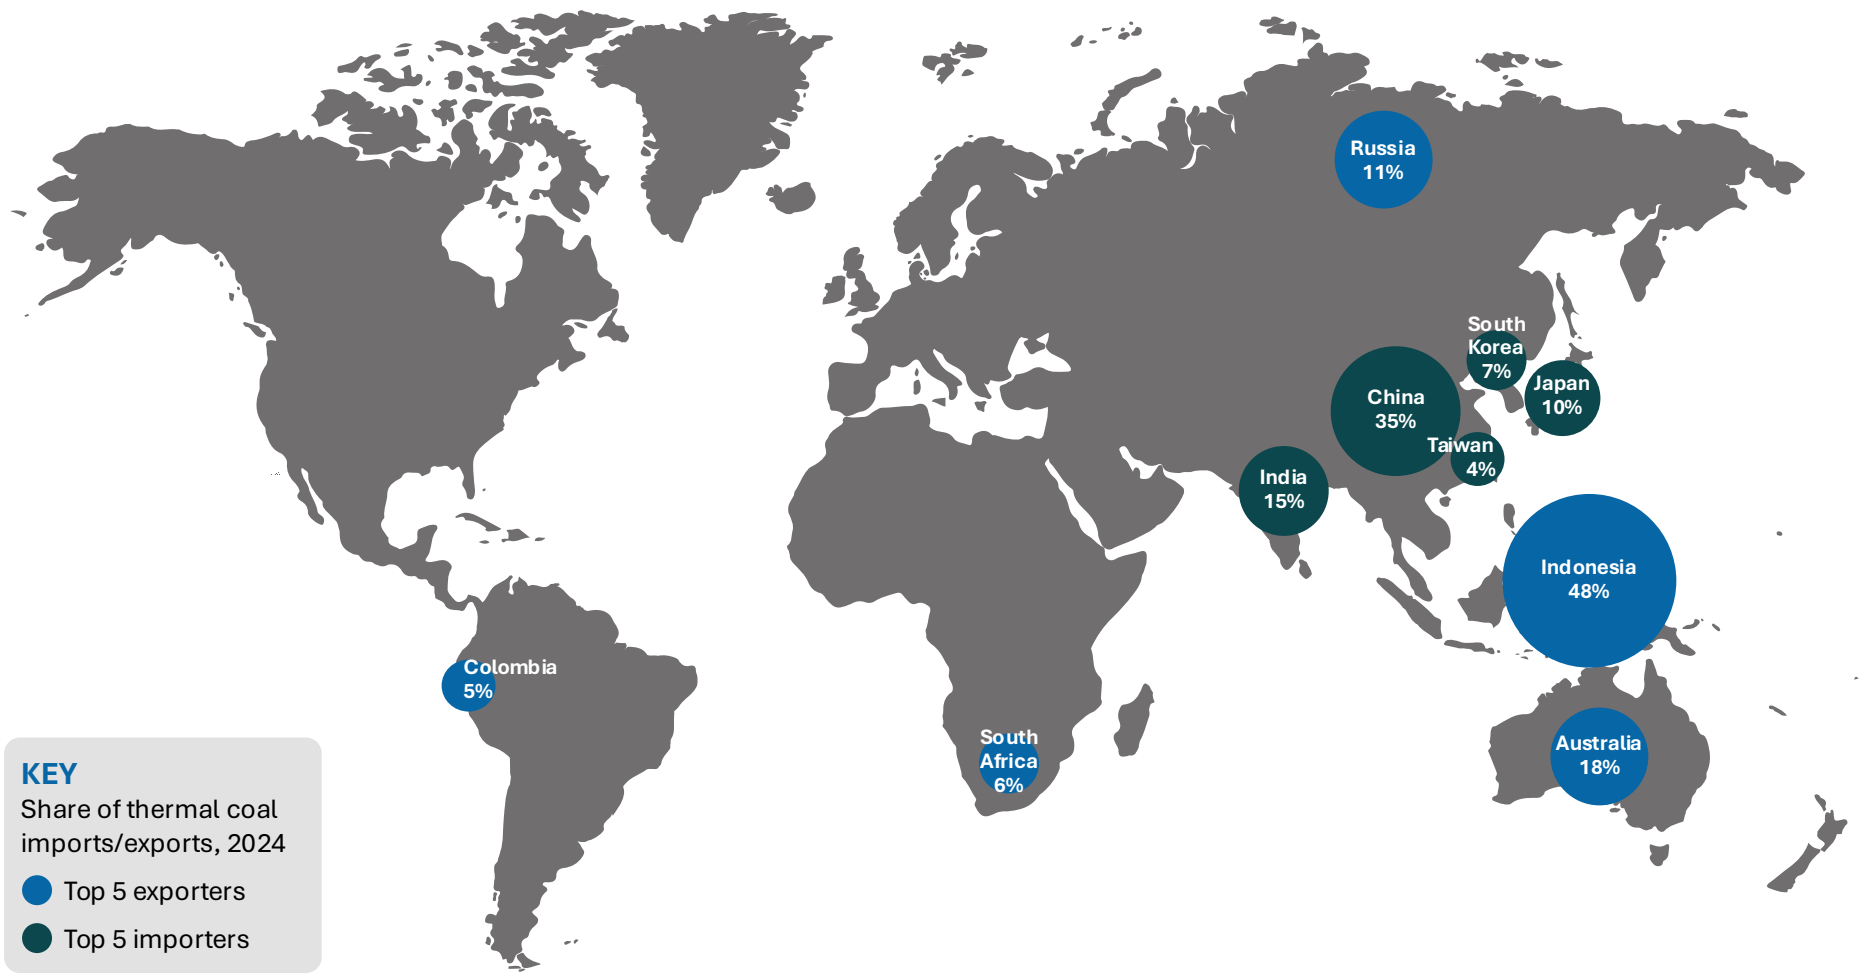 Russia
11%
South
Korea
7%
Japan
10%
China
35%
Taiwan
4%
India
15%
Indonesia
48%
Colombia
5%
South
Africa
6%
Australia
18%
KEY
Share of thermal coal
imports/exports, 2024
Top 5 exporters
Top 5 importers